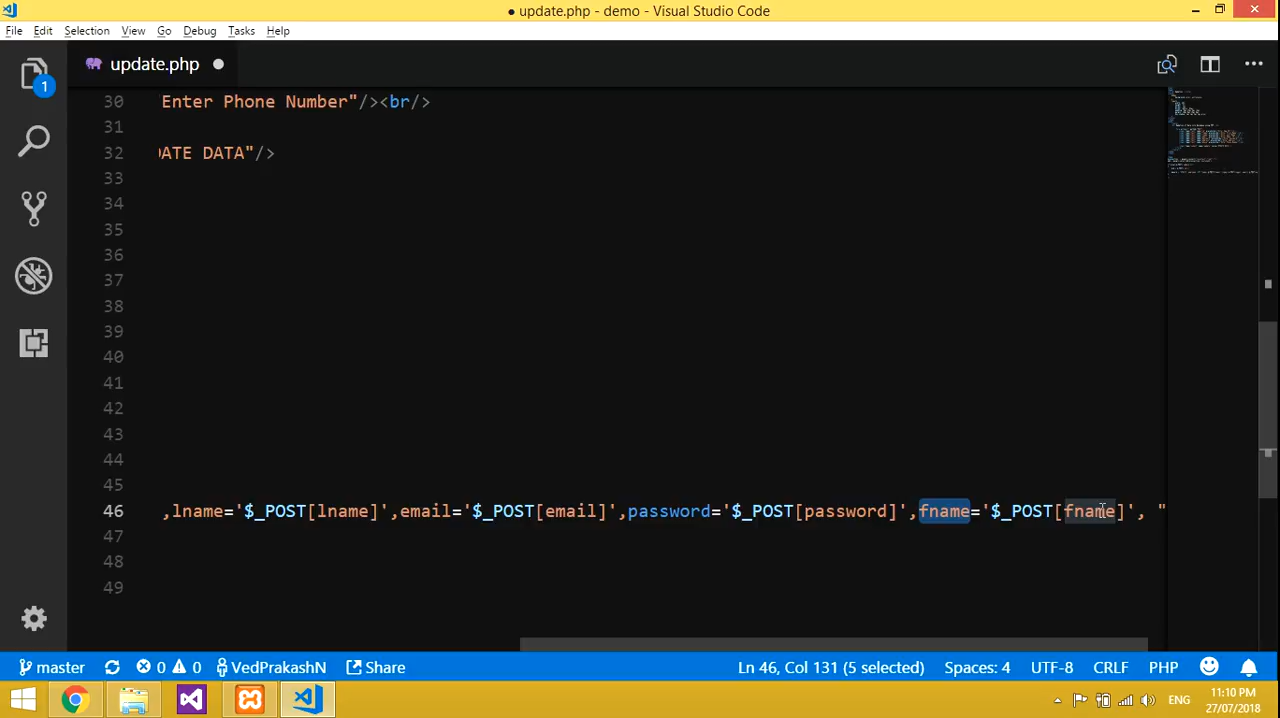 ● update.php - demo - Visual Studio Code
File Edit Selection View Go Debug Tasks Help
1
update.php ●
30 Enter Phone Number"/><br/>
31
32 DATE DATA"/>
33
34
35
36
37
38
39
40
41
42
43
44
45
46 ,lname='$_POST[lname]',email='$_POST[email]',password='$_POST[password]',fname='$_POST[fname]', "
47
48
49
master 0 0 VedPrakashN Share Ln 46, Col 131 (5 selected) Spaces: 4 UTF-8 CRLF PHP
ENG 11:10 PM
27/07/2018